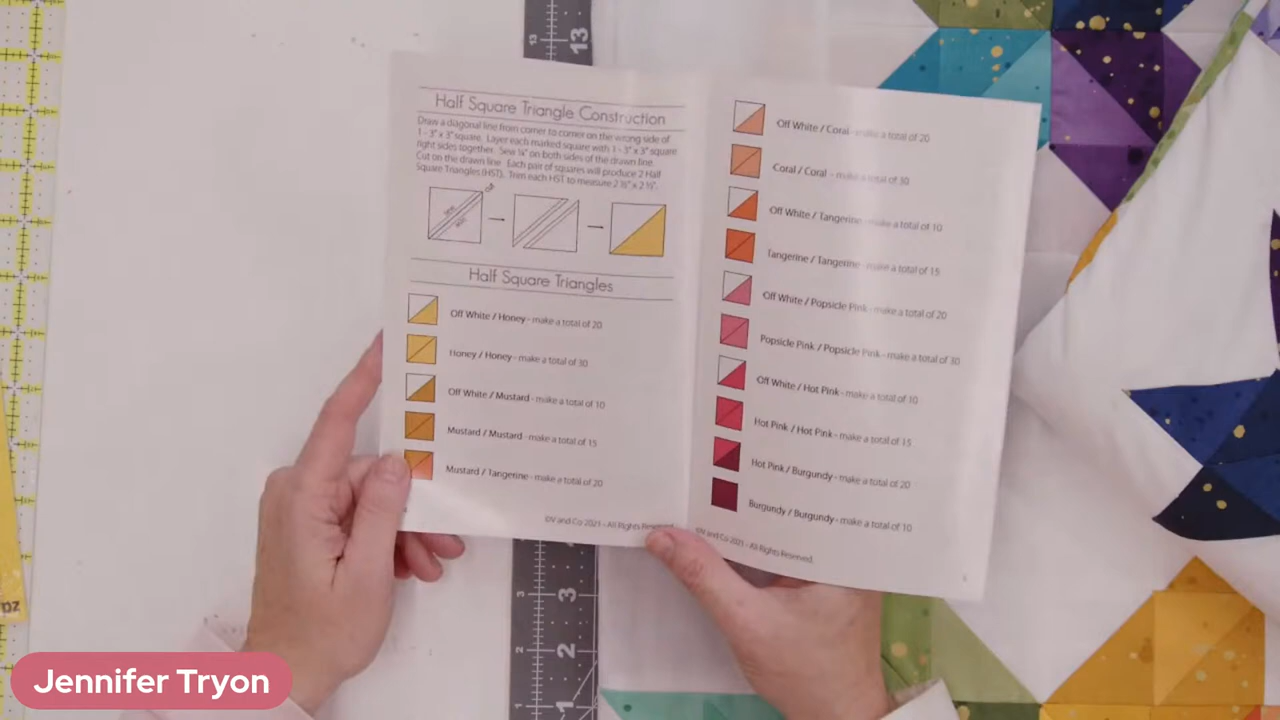 Half Square Triangle Construction
Draw a diagonal line from corner to corner on the wrong side of
1 - 3" x 3" square. Layer each marked square with 1 - 3" x 3" square
right sides together. Sew ¼" on both sides of the drawn line.
Cut on the drawn line. Each pair of squares will produce 2 Half
Square Triangles (HST). Trim each HST to measure 2 ½" x 2 ½".
Half Square Triangles
Off White / Honey - make a total of 20
Honey / Honey - make a total of 30
Off White / Mustard - make a total of 10
Mustard / Mustard - make a total of 15
Mustard / Tangerine - make a total of 20
©V and Co 2023 - All Rights Reserved.
Off White / Coral - make a total of 20
Coral / Coral - make a total of 30
Off White / Tangerine - make a total of 10
Tangerine / Tangerine - make a total of 15
Off White / Popsicle Pink - make a total of 20
Popsicle Pink / Popsicle Pink - make a total of 30
Off White / Hot Pink - make a total of 10
Hot Pink / Hot Pink - make a total of 15
Hot Pink / Burgundy - make a total of 20
Burgundy / Burgundy - make a total of 10
©V and Co 2023 - All Rights Reserved.
13
13
3
3
2
2
1
1
oz
Jennifer Tryon